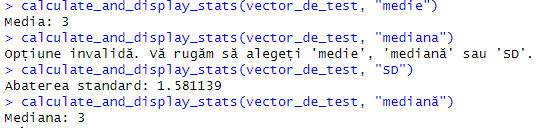 > calculate_and_display_stats(vector_de_test, "medie")
Media: 3
> calculate_and_display_stats(vector_de_test, "mediana")
Opțiune invalidă. Vă rugăm să alegeți 'medie', 'mediană' sau 'SD'.
> calculate_and_display_stats(vector_de_test, "SD")
Abaterea standard: 1.581139
> calculate_and_display_stats(vector_de_test, "mediană")
Mediana: 3